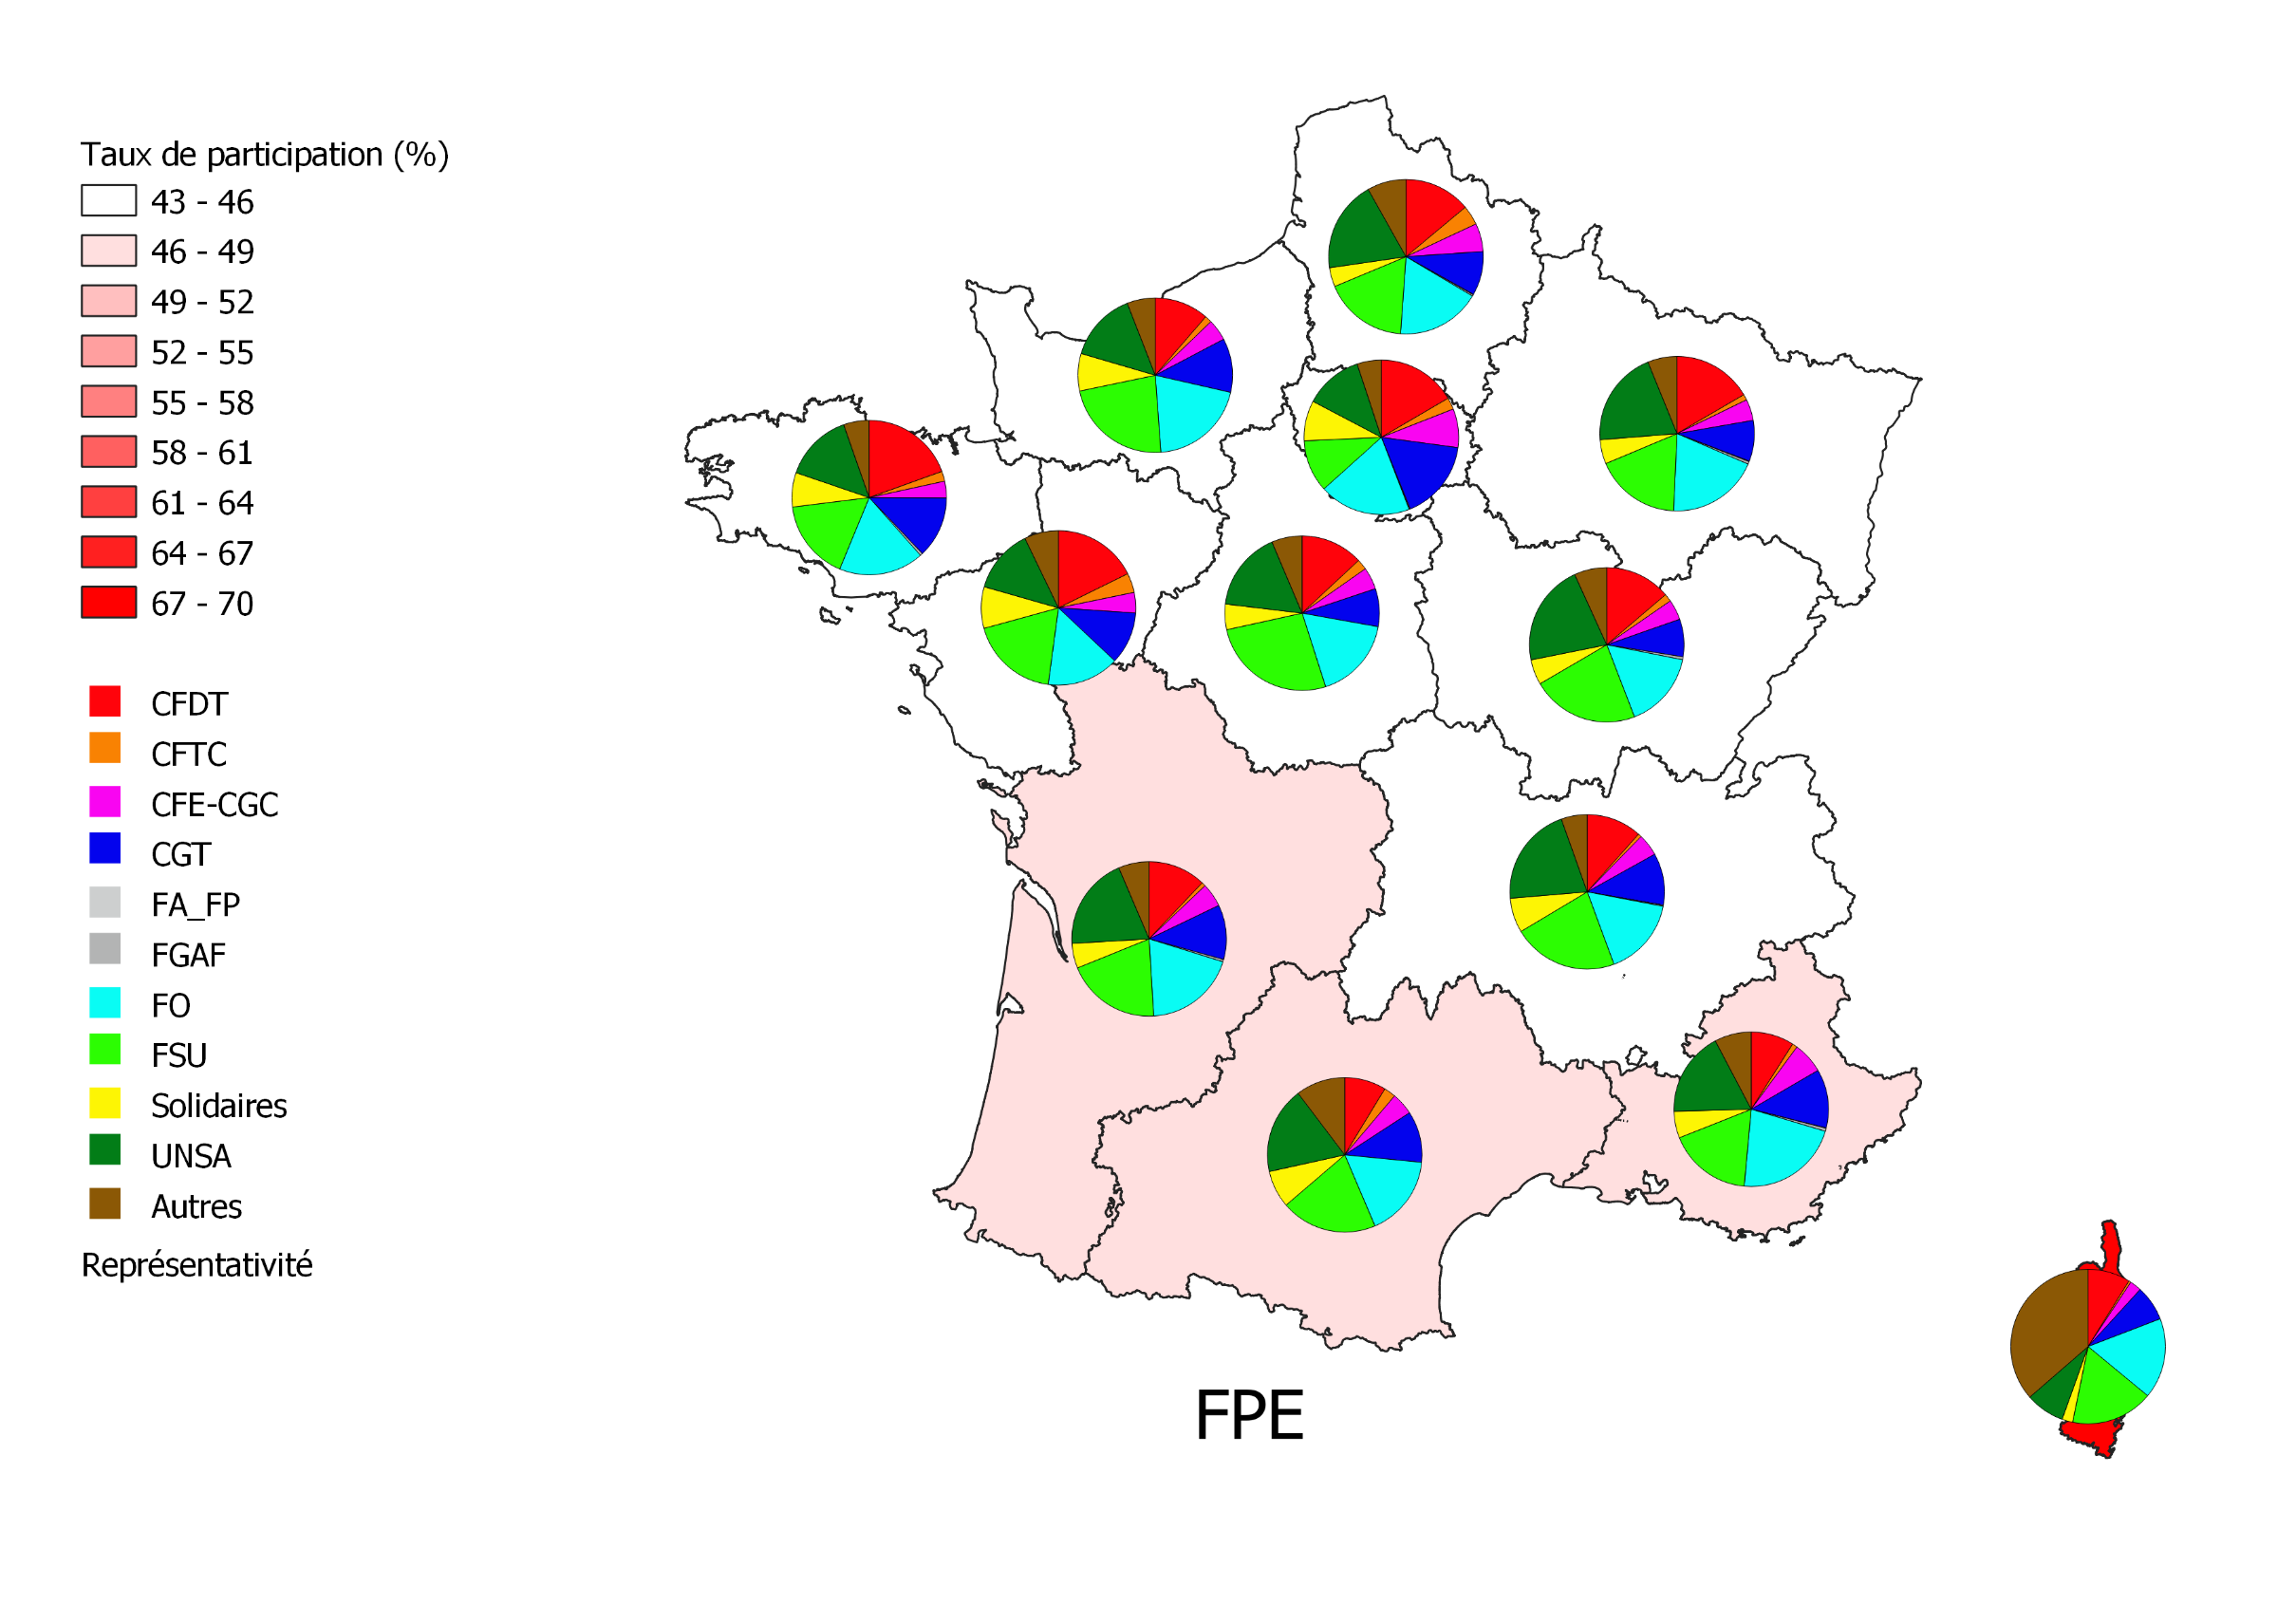 Taux de participation (%)
43 - 46
46 - 49
49 - 52
52 - 55
55 - 58
58 - 61
61 - 64
64 - 67
67 - 70
CFDT
CFTC
CFE-CGC
CGT
FA_FP
FGAF
FO
FSU
Solidaires
UNSA
Autres
Représentativité
FPE